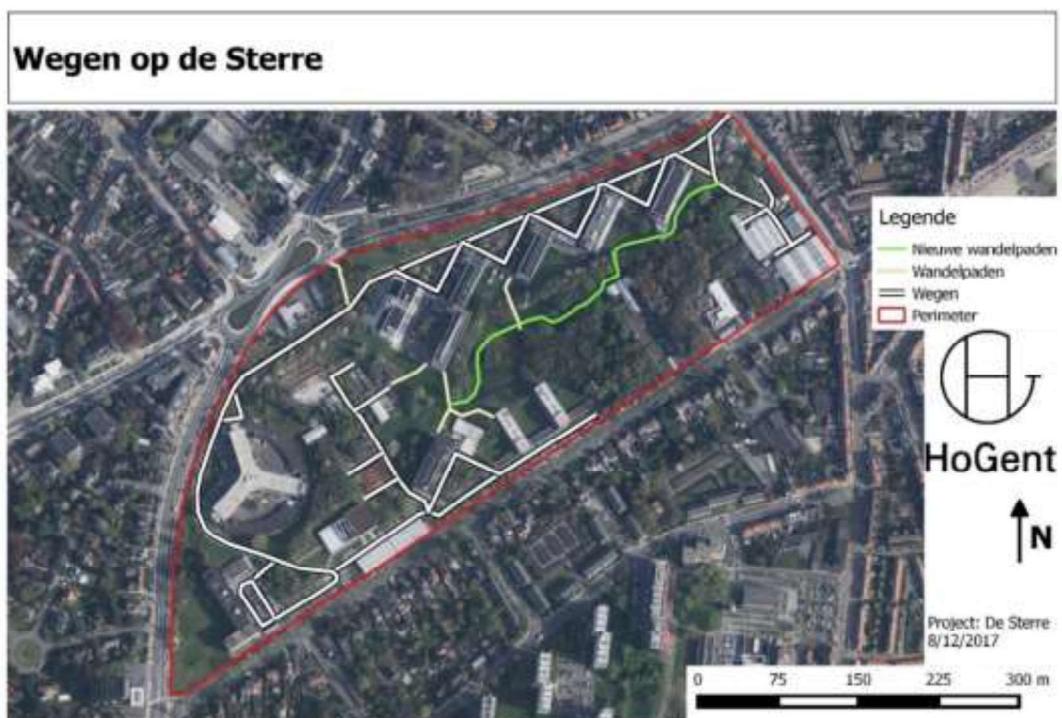 Wegen op de Sterre
Legende
Nieuwe wandelpaden
Wandelpaden
Wegen
Perimeter
HoGent
N
Project: De Sterre
8/12/2017
0 75 150 225 300 m